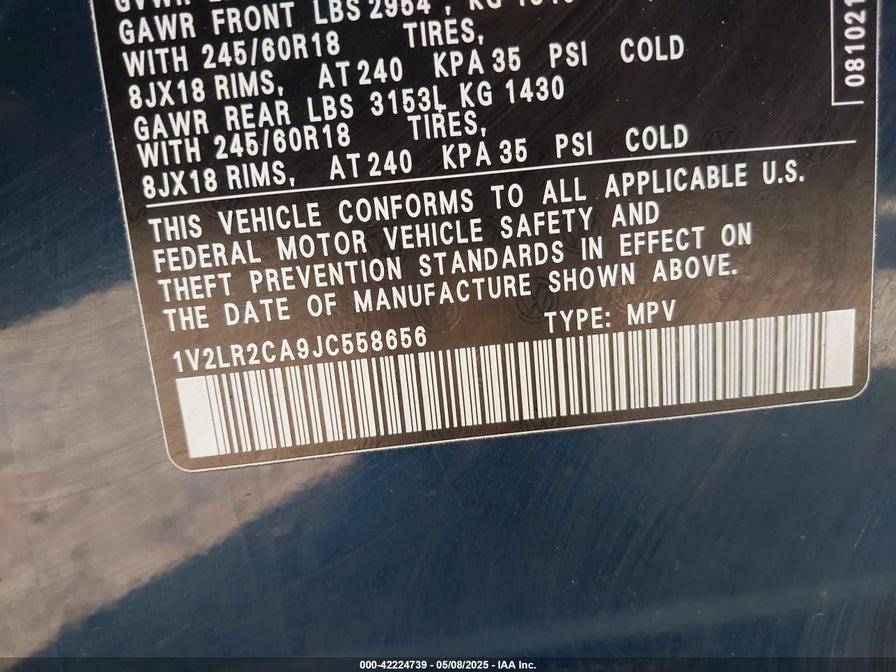 GAWR FRONT LBS 2954 , KG
WITH 245/60R18 TIRES,
8JX18 RIMS, AT 240 KPA 35 PSI COLD
GAWR REAR LBS 3153L KG 1430
WITH 245/60R18 TIRES,
8JX18 RIMS, AT 240 KPA 35 PSI COLD
THIS VEHICLE CONFORMS TO ALL APPLICABLE U.S.
FEDERAL MOTOR VEHICLE SAFETY AND
THEFT PREVENTION STANDARDS IN EFFECT ON
THE DATE OF MANUFACTURE SHOWN ABOVE.
1V2LR2CA9JC558656 TYPE: MPV
081021
000-42224739 - 05/08/2025 - IAA Inc.